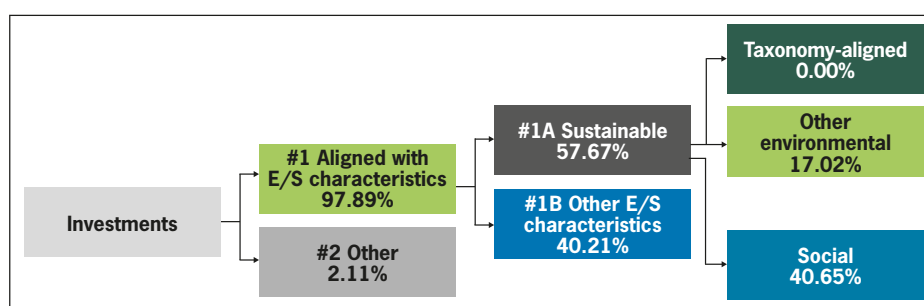 Investments
#1 Aligned with
E/S characteristics
97.89%
#2 Other
2.11%
#1A Sustainable
57.67%
#1B Other E/S
characteristics
40.21%
Taxonomy-aligned
0.00%
Other
environmental
17.02%
Social
40.65%